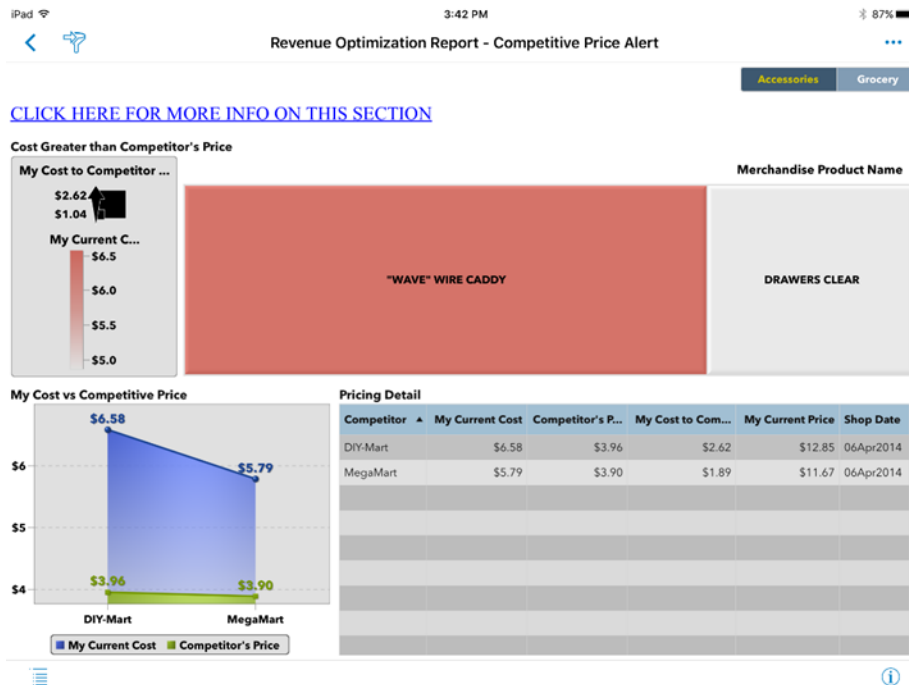 iPad 3:42 PM 87%
Revenue Optimization Report - Competitive Price Alert
Accessories Grocery
CLICK HERE FOR MORE INFO ON THIS SECTION
Cost Greater than Competitor's Price
My Cost to Competitor ...
Merchandise Product Name
$2.62
$1.04
My Current C...
$6.5
$6.0
$5.5
$5.0
"WAVE" WIRE CADDY
DRAWERS CLEAR
My Cost vs Competitive Price
$6.58
$5.79
$6
$5
$4
$3.96
$3.90
DIY-Mart MegaMart
My Current Cost Competitor's Price
Pricing Detail
Competitor My Current Cost Competitor's P... My Cost to Com... My Current Price Shop Date
DIY-Mart $6.58 $3.96 $2.62 $12.85 06Apr2014
MegaMart $5.79 $3.90 $1.89 $11.67 06Apr2014